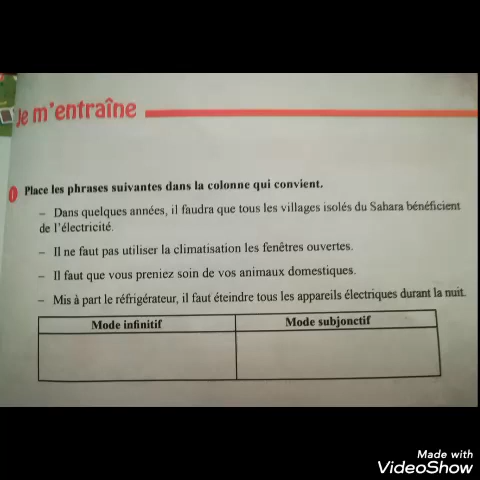 Je m'entraîne
Place les phrases suivantes dans la colonne qui convient.
– Dans quelques années, il faudra que tous les villages isolés du Sahara bénéficient
de l'électricité.
– Il ne faut pas utiliser la climatisation les fenêtres ouvertes.
– Il faut que vous preniez soin de vos animaux domestiques.
– Mis à part le réfrigérateur, il faut éteindre tous les appareils électriques durant la nuit.
Mode infinitif
Mode subjonctif
Made with
VideoShow